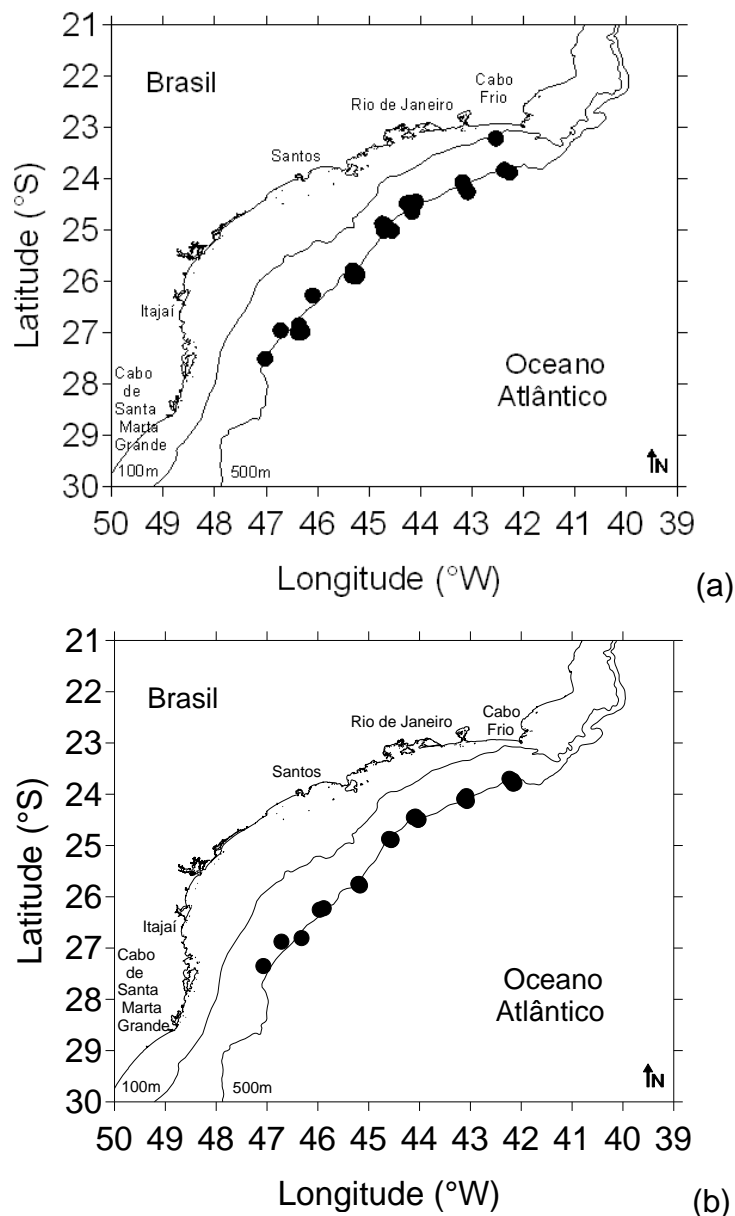 21
22
23
24
25
26
27
28
29
30
Latitude (°S)
Brasil
Cabo
Frio
Rio de Janeiro
Santos
Itajaí
Cabo
de
Santa
Marta
Grande
100m
500m
Oceano
Atlântico
N
50 49 48 47 46 45 44 43 42 41 40 39
Longitude (°W)
(a)
21
22
23
24
25
26
27
28
29
30
Latitude (°S)
Brasil
Cabo
Frio
Rio de Janeiro
Santos
Itajaí
Cabo
de
Santa
Marta
Grande
100m
500m
Oceano
Atlântico
N
50 49 48 47 46 45 44 43 42 41 40 39
Longitude (°W)
(b)